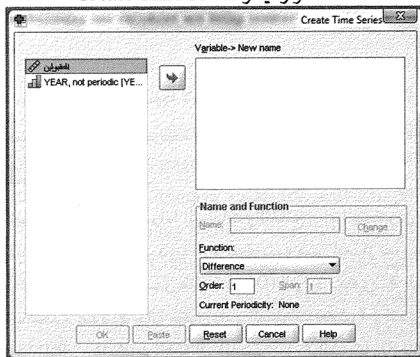 Create Time Series
Variable-> New name
المقبولين
YEAR, not periodic [YE...
Name and Function
Name:
Change
Function:
Difference
Order: 1
Span: 1
Current Periodicity: None
OK
Paste
Reset
Cancel
Help